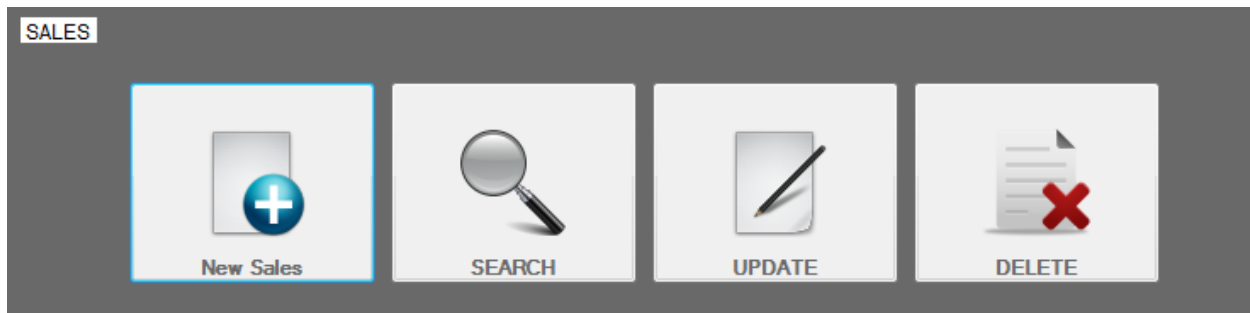 SALES
New Sales
SEARCH
UPDATE
DELETE